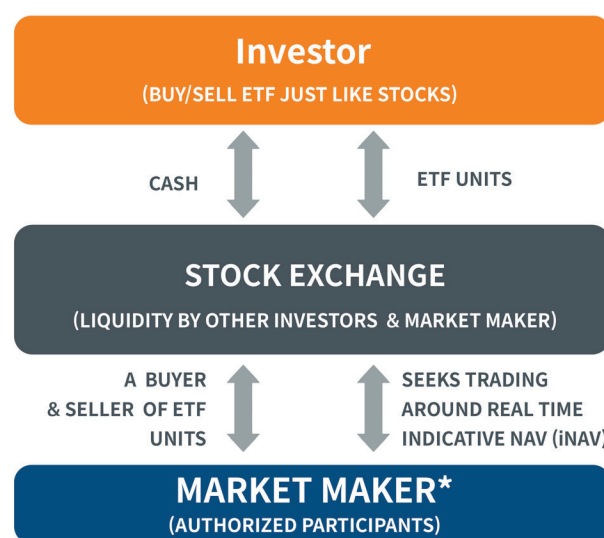 Investor
(BUY/SELL ETF JUST LIKE STOCKS)
CASH
ETF UNITS
STOCK EXCHANGE
(LIQUIDITY BY OTHER INVESTORS & MARKET MAKER)
A BUYER
& SELLER OF ETF
UNITS
SEEKS TRADING
AROUND REAL TIME
INDICATIVE NAV (iNAV)
MARKET MAKER*
(AUTHORIZED PARTICIPANTS)